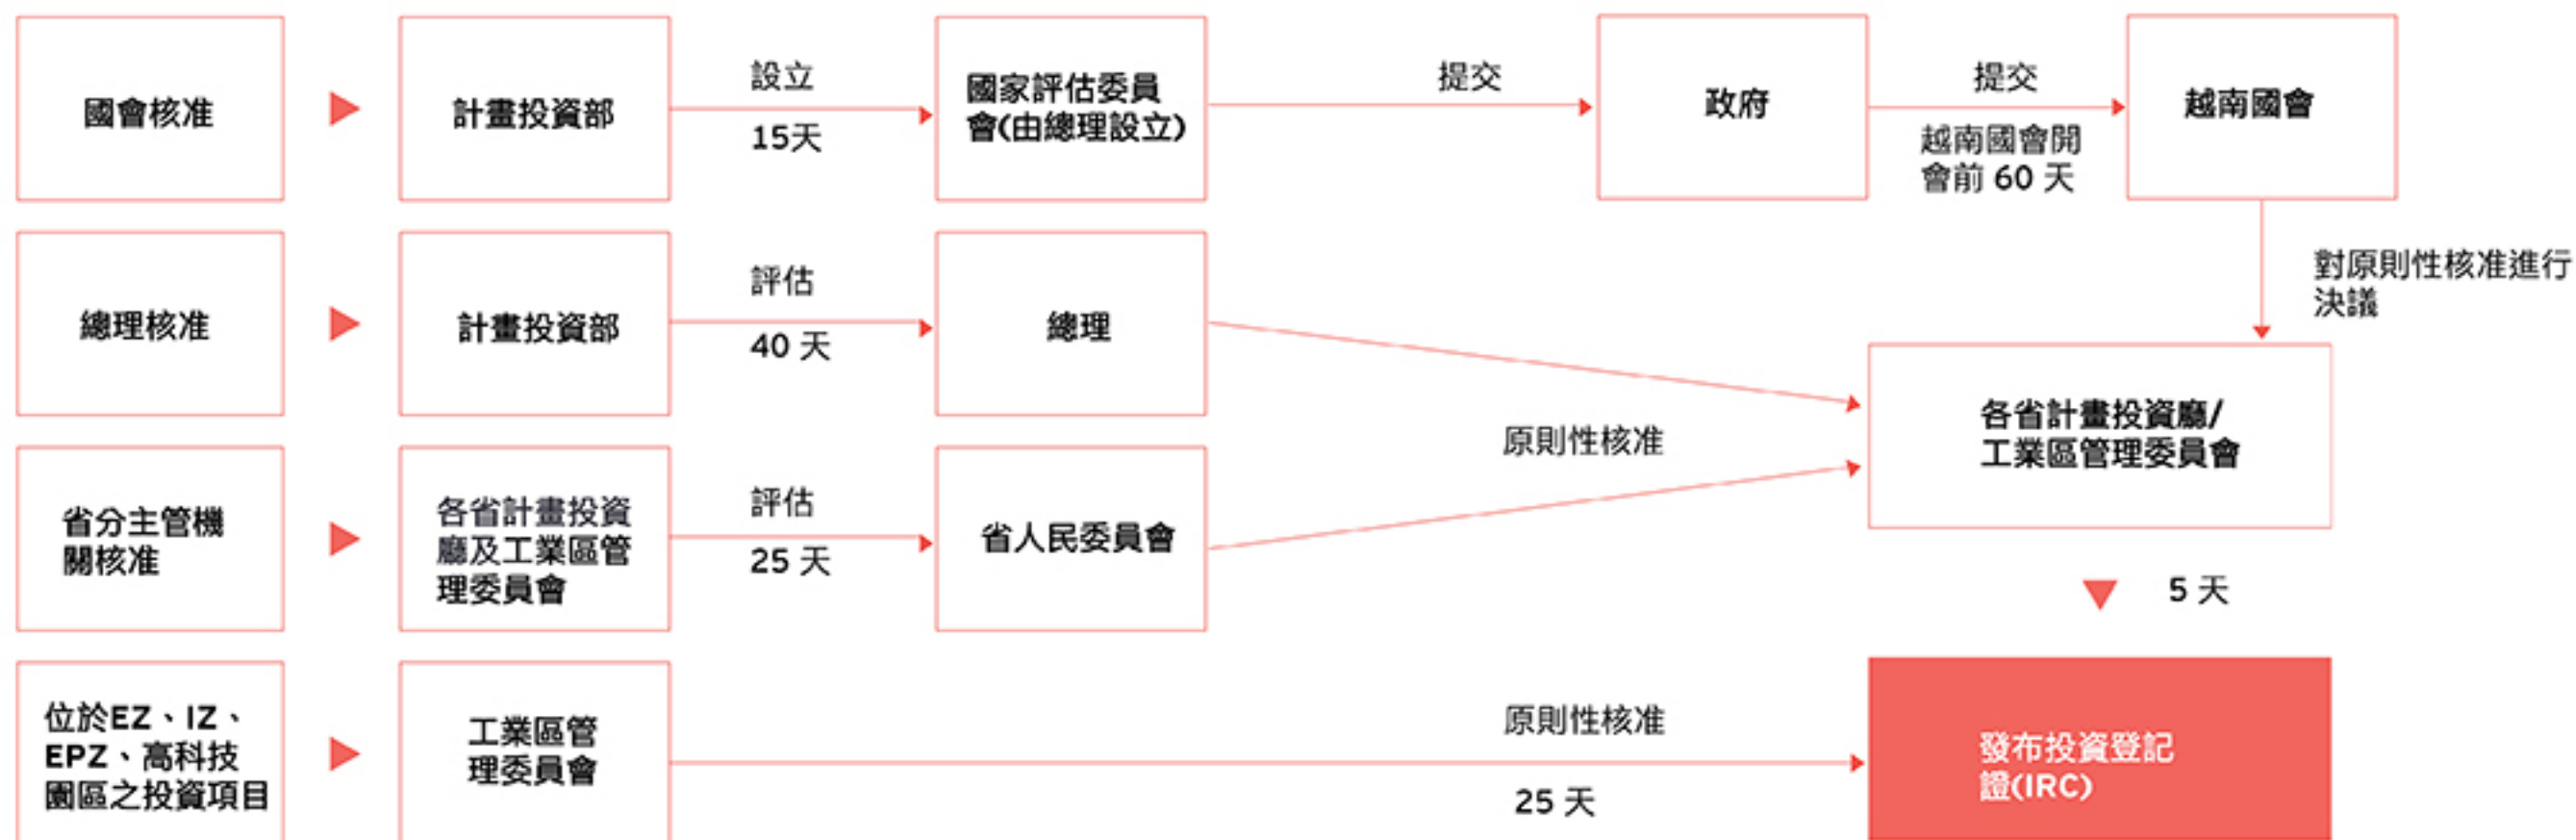 國會核准
計畫投資部
設立
15天
國家評估委員
會(由總理設立)
提交
政府
提交
越南國會開
會前 60 天
越南國會
對原則性核准進行
決議
總理核准
計畫投資部
評估
40 天
總理
原則性核准
各省計畫投資廳/
工業區管理委員會
省分主管機
關核准
各省計畫投資
廳及工業區管
理委員會
評估
25 天
省人民委員會
5 天
位於EZ、IZ、
EPZ、高科技
園區之投資項目
工業區管
理委員會
原則性核准
25 天
發布投資登記
證(IRC)